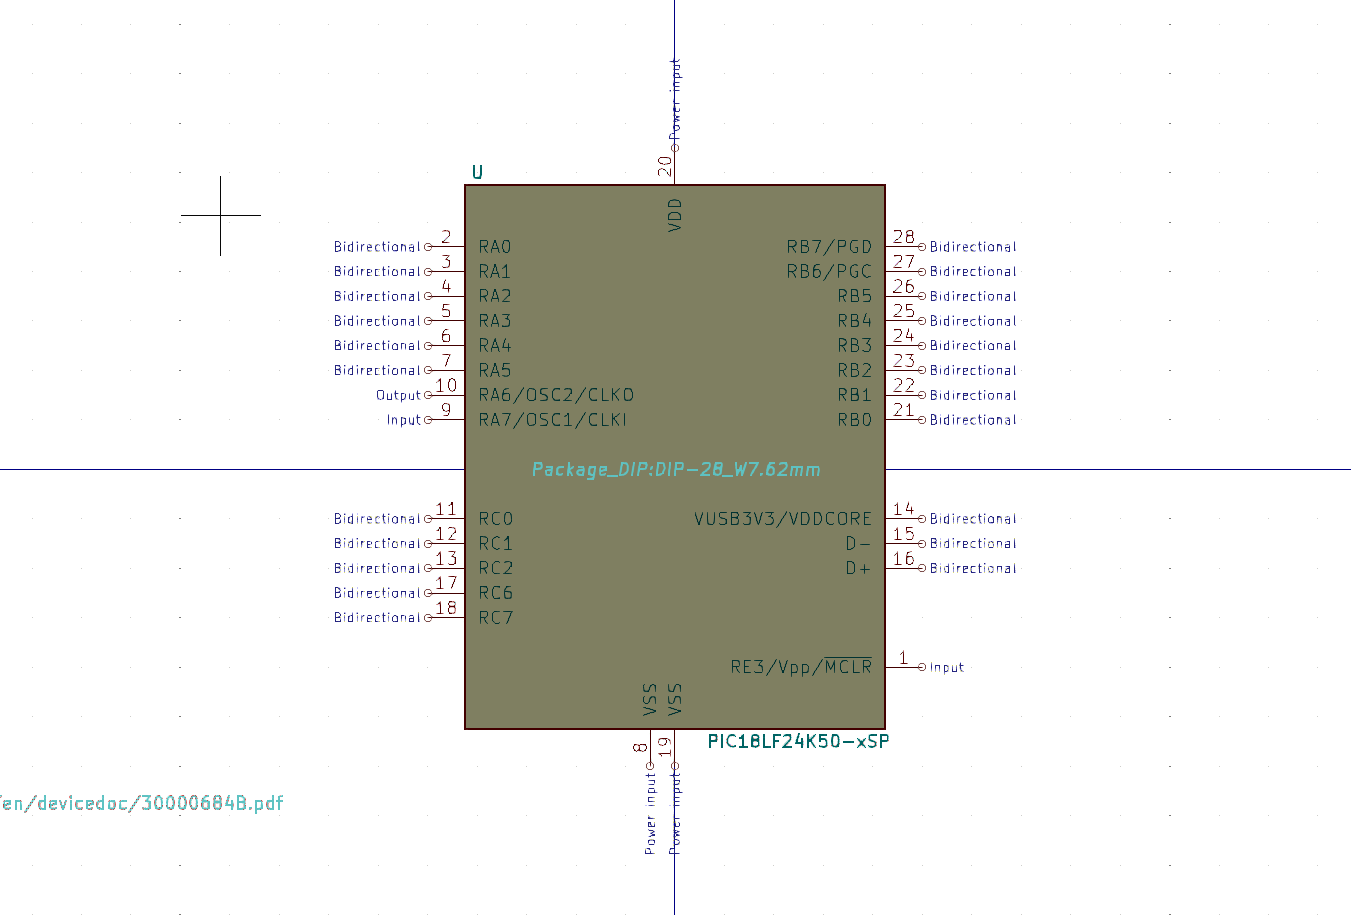 Power input
20
U
VDD
Bidirectional 2 RA0 RB7/PGD 28 Bidirectional
Bidirectional 3 RA1 RB6/PGC 27 Bidirectional
Bidirectional 4 RA2 RB5 26 Bidirectional
Bidirectional 5 RA3 RB4 25 Bidirectional
Bidirectional 6 RA4 RB3 24 Bidirectional
Bidirectional 7 RA5 RB2 23 Bidirectional
Output 10 RA6/OSC2/CLKO RB1 22 Bidirectional
Input 9 RA7/OSC1/CLKI RB0 21 Bidirectional
Package_DIP:DIP-28_W7.62mm
Bidirectional 11 RC0 VUSB3V3/VDDCORE 14 Bidirectional
Bidirectional 12 RC1 D- 15 Bidirectional
Bidirectional 13 RC2 D+ 16 Bidirectional
Bidirectional 17 RC6
Bidirectional 18 RC7
RE3/Vpp/MCLR 1 Input
VSS VSS
8 19
PIC18LF24K50-xSP
Power input Power input
/en/devicedoc/30000684B.pdf